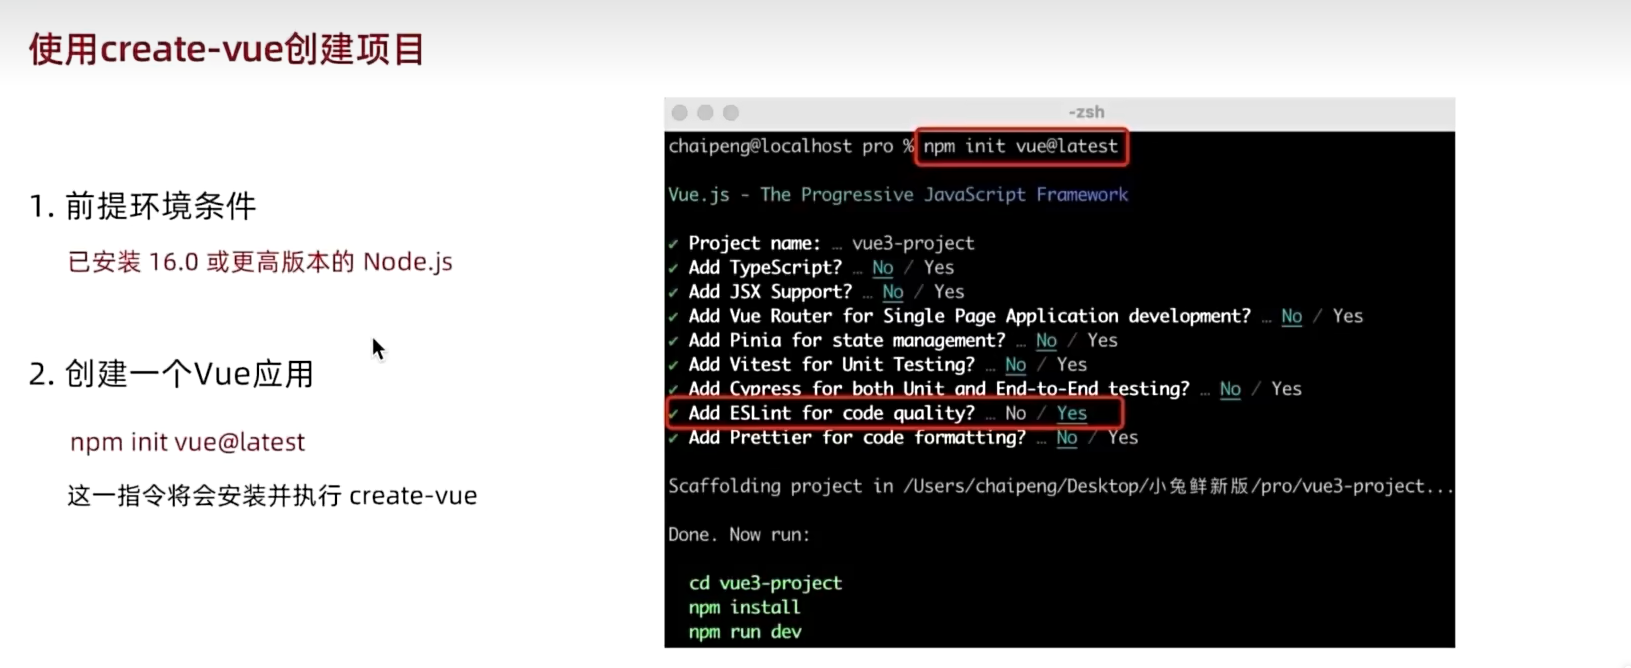 使用create-vue创建项目
1. 前提环境条件
已安装 16.0 或更高版本的 Node.js
2. 创建一个Vue应用
npm init vue@latest
这一指令将会安装并执行 create-vue
-zsh
chaipeng@localhost pro % npm init vue@latest
Vue.js - The Progressive JavaScript Framework
✔ Project name: … vue3-project
✔ Add TypeScript? … No / Yes
✔ Add JSX Support? … No / Yes
✔ Add Vue Router for Single Page Application development? … No / Yes
✔ Add Pinia for state management? … No / Yes
✔ Add Vitest for Unit Testing? … No / Yes
✔ Add Cypress for both Unit and End-to-End testing? … No / Yes
✔ Add ESLint for code quality? … No / Yes
✔ Add Prettier for code formatting? … No / Yes
Scaffolding project in /Users/chaipeng/Desktop/小兔鲜新版/pro/vue3-project...
Done. Now run:
cd vue3-project
npm install
npm run dev